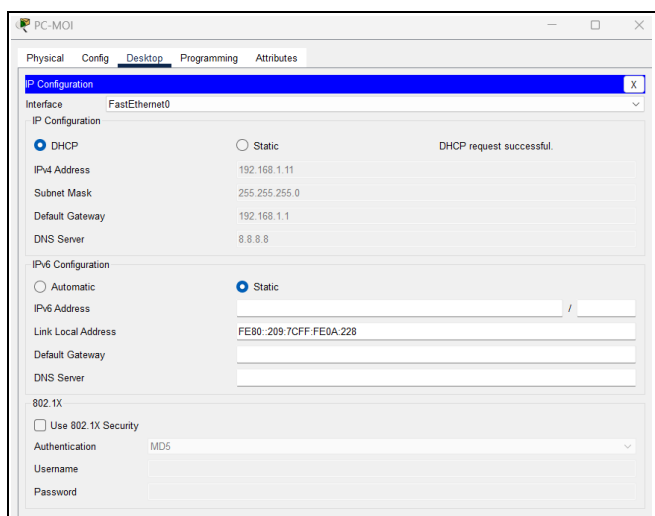 PC-MOI
Physical Config Desktop Programming Attributes
IP Configuration X
Interface FastEthernet0
IP Configuration
DHCP Static DHCP request successful.
IPv4 Address 192.168.1.11
Subnet Mask 255.255.255.0
Default Gateway 192.168.1.1
DNS Server 8.8.8.8
IPv6 Configuration
Automatic Static
IPv6 Address /
Link Local Address FE80::209:7CFF:FE0A:228
Default Gateway
DNS Server
802.1X
Use 802.1X Security
Authentication MD5
Username
Password